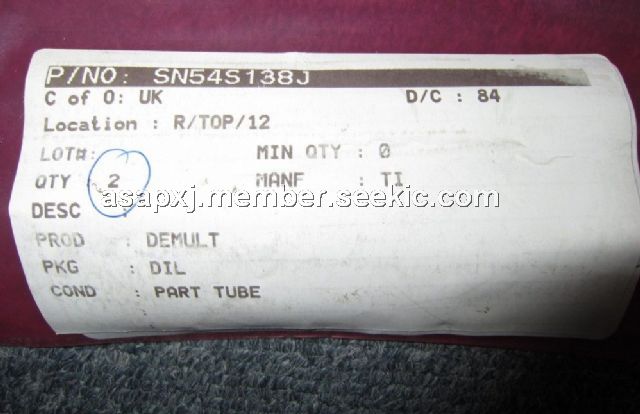 P/NO: SN54S138J
C of O: UK D/C : 84
Location : R/TOP/12
LOT#: MIN QTY : 0
QTY : 2 MANF : TI
asapxj.member.seekic.com
DESC :
PROD : DEMULT
PKG : DIL
COND : PART TUBE